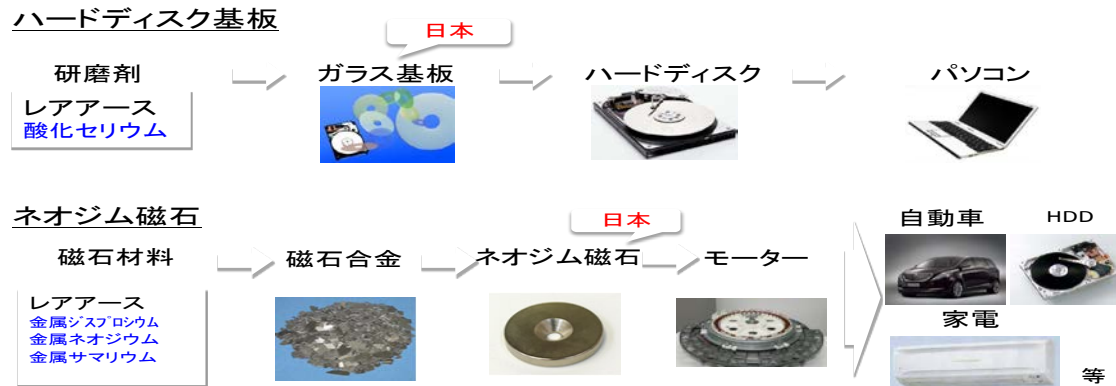 ハードディスク基板
日本
研磨剤
ガラス基板
ハードディスク
パソコン
レアアース
酸化セリウム
ネオジム磁石
日本
自動車
HDD
磁石材料
磁石合金
ネオジム磁石
モーター
レアアース
金属ジスプロシウム
金属ネオジウム
金属サマリウム
家電
等